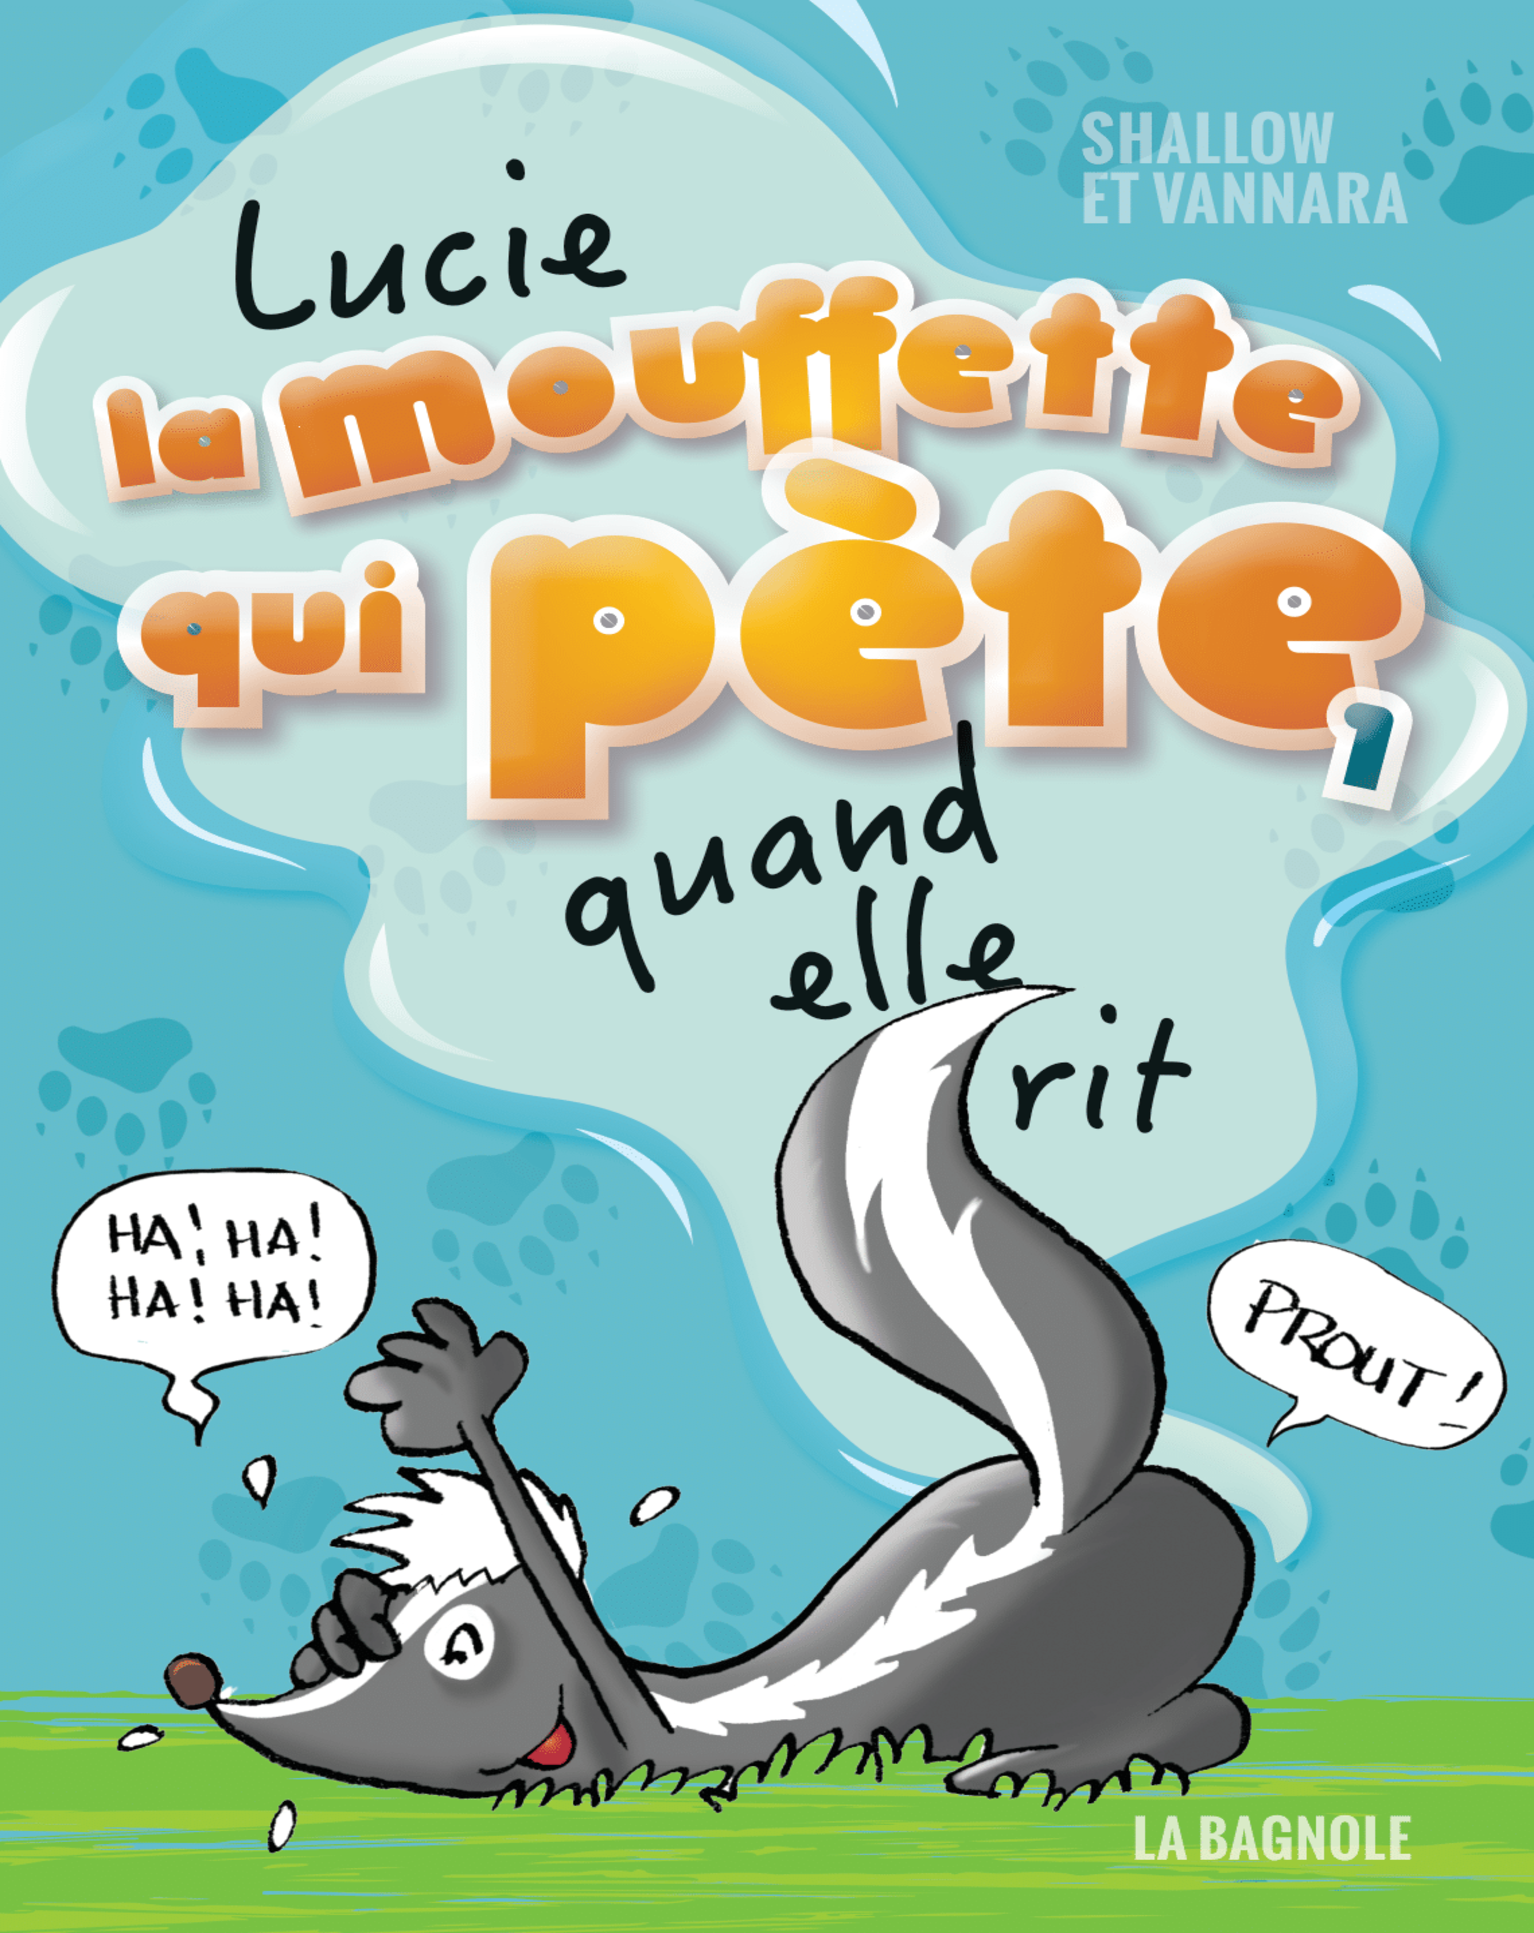 SHALLOW
ET VANNARA
Lucie
la mouffette
qui pète,
quand
elle
rit
HA! HA!
HA! HA!
PROUT!
LA BAGNOLE